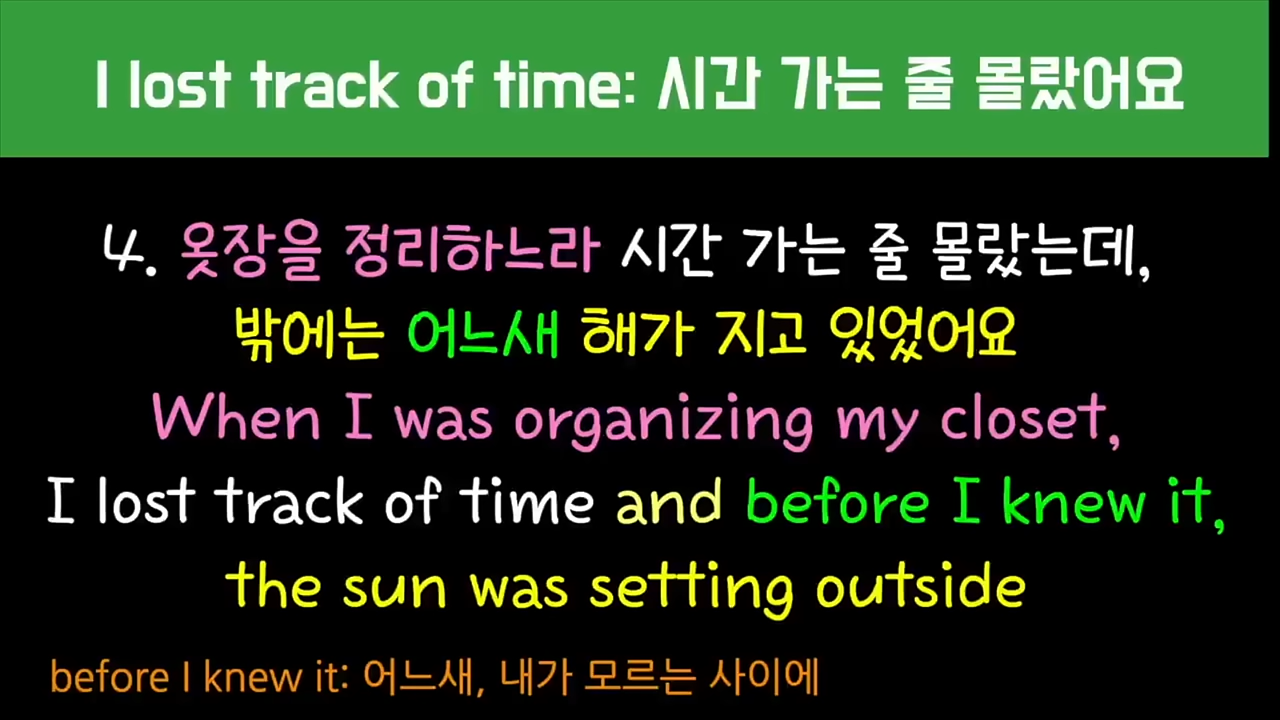 I lost track of time: 시간 가는 줄 몰랐어요
4. 옷장을 정리하느라 시간 가는 줄 몰랐는데,
밖에는 어느새 해가 지고 있었어요
When I was organizing my closet,
I lost track of time and before I knew it,
the sun was setting outside
before I knew it: 어느새, 내가 모르는 사이에